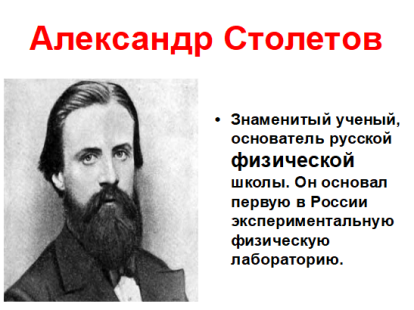 Александр Столетов
• Знаменитый ученый,
основатель русской
физической
школы. Он основал
первую в России
экспериментальную
физическую
лабораторию.